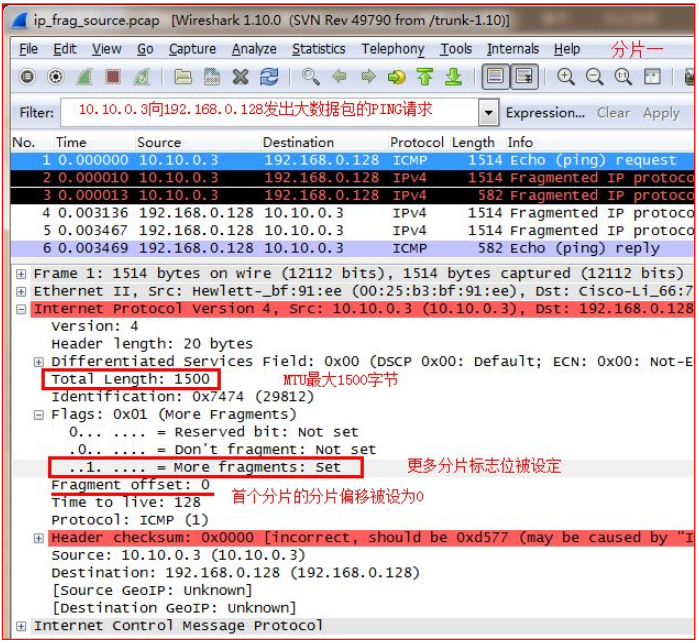 ip_frag_source.pcap [Wireshark 1.10.0 (SVN Rev 49790 from /trunk-1.10)]
File Edit View Go Capture Analyze Statistics Telephony Tools Internals Help 分片一
Filter: 10.10.0.3向192.168.0.128发出大数据包的PING请求 Expression... Clear Apply
No. Time Source Destination Protocol Length Info
1 0.000000 10.10.0.3 192.168.0.128 ICMP 1514 Echo (ping) request
2 0.000010 10.10.0.3 192.168.0.128 IPv4 1514 Fragmented IP protoco
3 0.000013 10.10.0.3 192.168.0.128 IPv4 582 Fragmented IP protoco
4 0.003136 192.168.0.128 10.10.0.3 IPv4 1514 Fragmented IP protoco
5 0.003467 192.168.0.128 10.10.0.3 IPv4 1514 Fragmented IP protoco
6 0.003469 192.168.0.128 10.10.0.3 ICMP 582 Echo (ping) reply
Frame 1: 1514 bytes on wire (12112 bits), 1514 bytes captured (12112 bits)
Ethernet II, Src: Hewlett-_bf:91:ee (00:25:b3:bf:91:ee), Dst: Cisco-Li_66:7
Internet Protocol Version 4, Src: 10.10.0.3 (10.10.0.3), Dst: 192.168.0.128
Version: 4
Header length: 20 bytes
Differentiated Services Field: 0x00 (DSCP 0x00: Default; ECN: 0x00: Not-E
Total Length: 1500 MTU最大1500字节
Identification: 0x7474 (29812)
Flags: 0x01 (More Fragments)
0... .... = Reserved bit: Not set
.0.. .... = Don't fragment: Not set
..1. .... = More fragments: Set 更多分片标志位被设定
Fragment offset: 0 首个分片的分片偏移被设为0
Time to live: 128
Protocol: ICMP (1)
Header checksum: 0x0000 [incorrect, should be 0xd577 (may be caused by "I
Source: 10.10.0.3 (10.10.0.3)
Destination: 192.168.0.128 (192.168.0.128)
[Source GeoIP: Unknown]
[Destination GeoIP: Unknown]
Internet Control Message Protocol